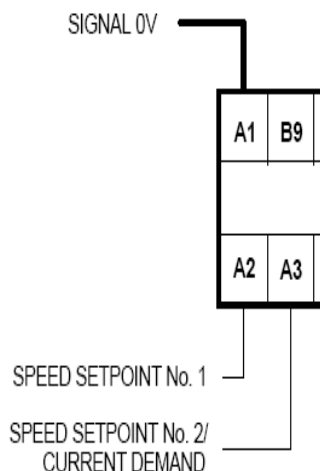 SIGNAL 0V
A1 B9
A2 A3
SPEED SETPOINT No. 1
SPEED SETPOINT No. 2/
CURRENT DEMAND